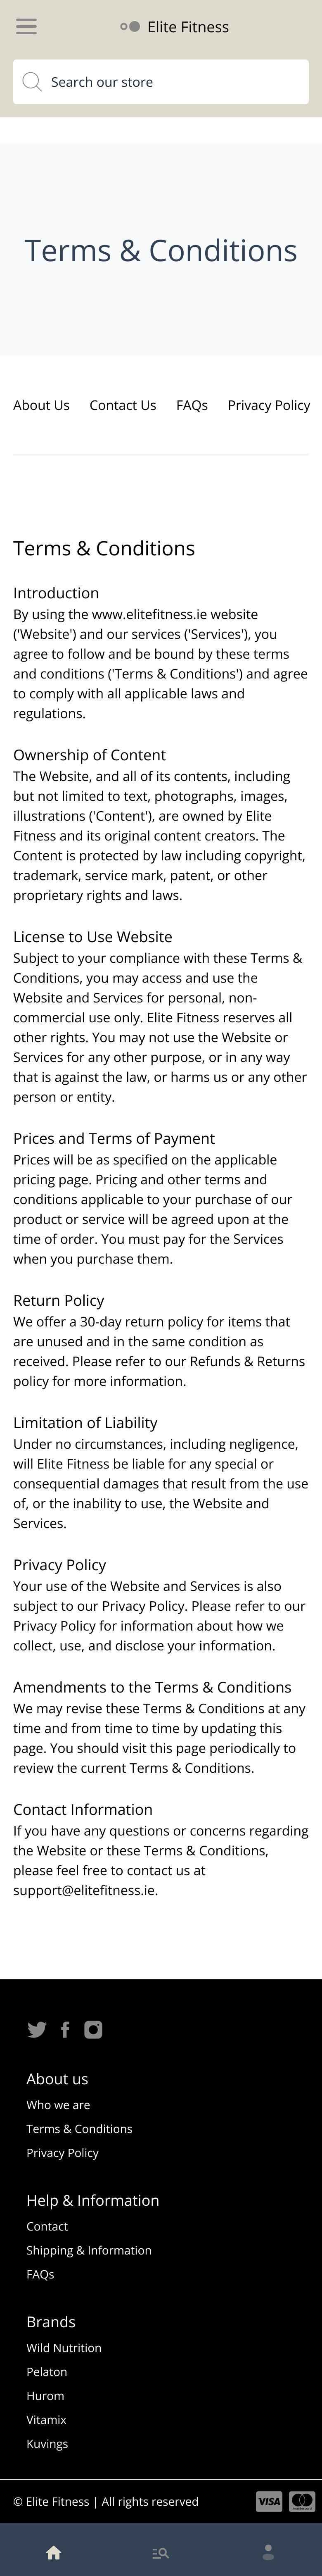 Elite Fitness
Search our store
Terms & Conditions
About Us Contact Us FAQs Privacy Policy
Terms & Conditions
Introduction
By using the www.elitefitness.ie website
('Website') and our services ('Services'), you
agree to follow and be bound by these terms
and conditions ('Terms & Conditions') and agree
to comply with all applicable laws and
regulations.
Ownership of Content
The Website, and all of its contents, including
but not limited to text, photographs, images,
illustrations ('Content'), are owned by Elite
Fitness and its original content creators. The
Content is protected by law including copyright,
trademark, service mark, patent, or other
proprietary rights and laws.
License to Use Website
Subject to your compliance with these Terms &
Conditions, you may access and use the
Website and Services for personal, non-
commercial use only. Elite Fitness reserves all
other rights. You may not use the Website or
Services for any other purpose, or in any way
that is against the law, or harms us or any other
person or entity.
Prices and Terms of Payment
Prices will be as specified on the applicable
pricing page. Pricing and other terms and
conditions applicable to your purchase of our
product or service will be agreed upon at the
time of order. You must pay for the Services
when you purchase them.
Return Policy
We offer a 30-day return policy for items that
are unused and in the same condition as
received. Please refer to our Refunds & Returns
policy for more information.
Limitation of Liability
Under no circumstances, including negligence,
will Elite Fitness be liable for any special or
consequential damages that result from the use
of, or the inability to use, the Website and
Services.
Privacy Policy
Your use of the Website and Services is also
subject to our Privacy Policy. Please refer to our
Privacy Policy for information about how we
collect, use, and disclose your information.
Amendments to the Terms & Conditions
We may revise these Terms & Conditions at any
time and from time to time by updating this
page. You should visit this page periodically to
review the current Terms & Conditions.
Contact Information
If you have any questions or concerns regarding
the Website or these Terms & Conditions,
please feel free to contact us at
support@elitefitness.ie.
About us
Who we are
Terms & Conditions
Privacy Policy
Help & Information
Contact
Shipping & Information
FAQs
Brands
Wild Nutrition
Pelaton
Hurom
Vitamix
Kuvings
© Elite Fitness | All rights reserved VISA